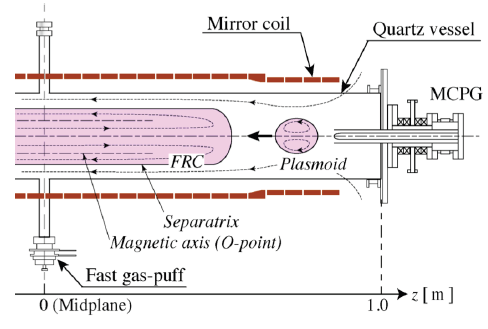 Mirror coil
Quartz vessel
MCPG
FRC
Plasmoid
Separatrix
Magnetic axis (O-point)
Fast gas-puff
0 (Midplane)
1.0
z [ m ]